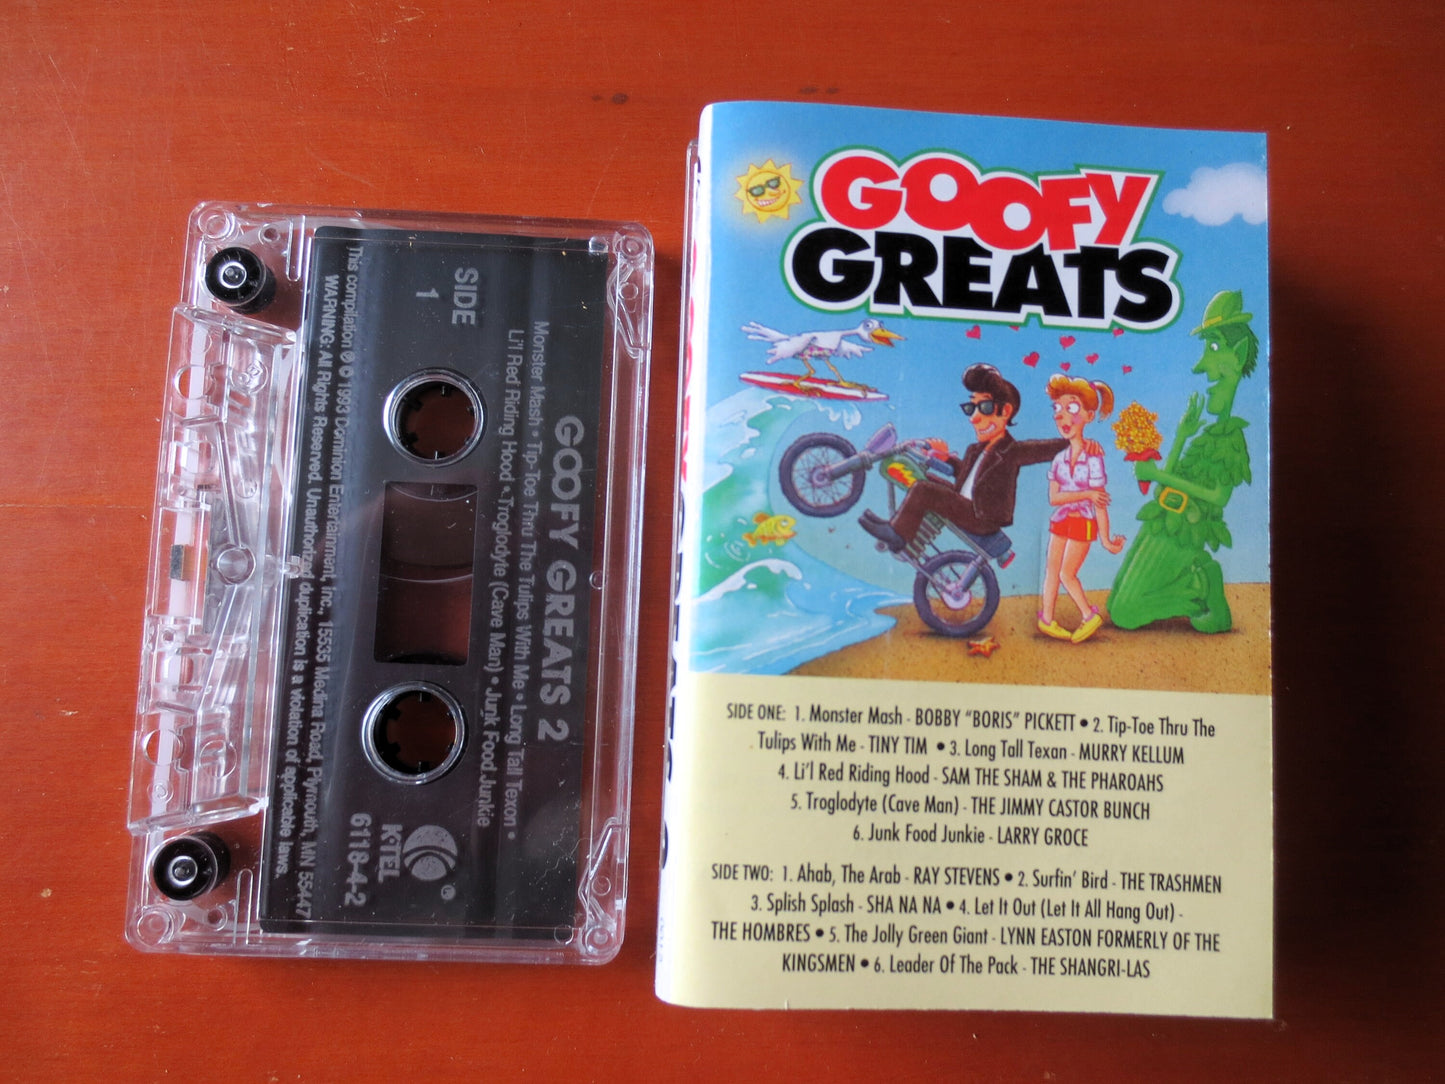 SIDE
1
GOOFY GREATS 2
Monster Mash • Tip-Toe Thru The Tulips With Me • Long Tall Texon •
Li'l Red Riding Hood • Troglodyte (Cave Man) • Junk Food Junkie
K-TEL
®
6118-4-2
This compilation ℗ © 1993 Dominion Entertainment, Inc., 15535 Medina Road, Plymouth, MN 55447
WARNING: All Rights Reserved. Unauthorized duplication is a violation of applicable laws.
GOOFY
GREATS
SIDE ONE: 1. Monster Mash - BOBBY "BORIS" PICKETT • 2. Tip-Toe Thru The
Tulips With Me - TINY TIM • 3. Long Tall Texan - MURRY KELLUM
4. Li'l Red Riding Hood - SAM THE SHAM & THE PHAROAHS
5. Troglodyte (Cave Man) - THE JIMMY CASTOR BUNCH
6. Junk Food Junkie - LARRY GROCE
SIDE TWO: 1. Ahab, The Arab - RAY STEVENS • 2. Surfin' Bird - THE TRASHMEN
3. Splish Splash - SHA NA NA • 4. Let It Out (Let It All Hang Out) -
THE HOMBRES • 5. The Jolly Green Giant - LYNN EASTON FORMERLY OF THE
KINGSMEN • 6. Leader Of The Pack - THE SHANGRI-LAS